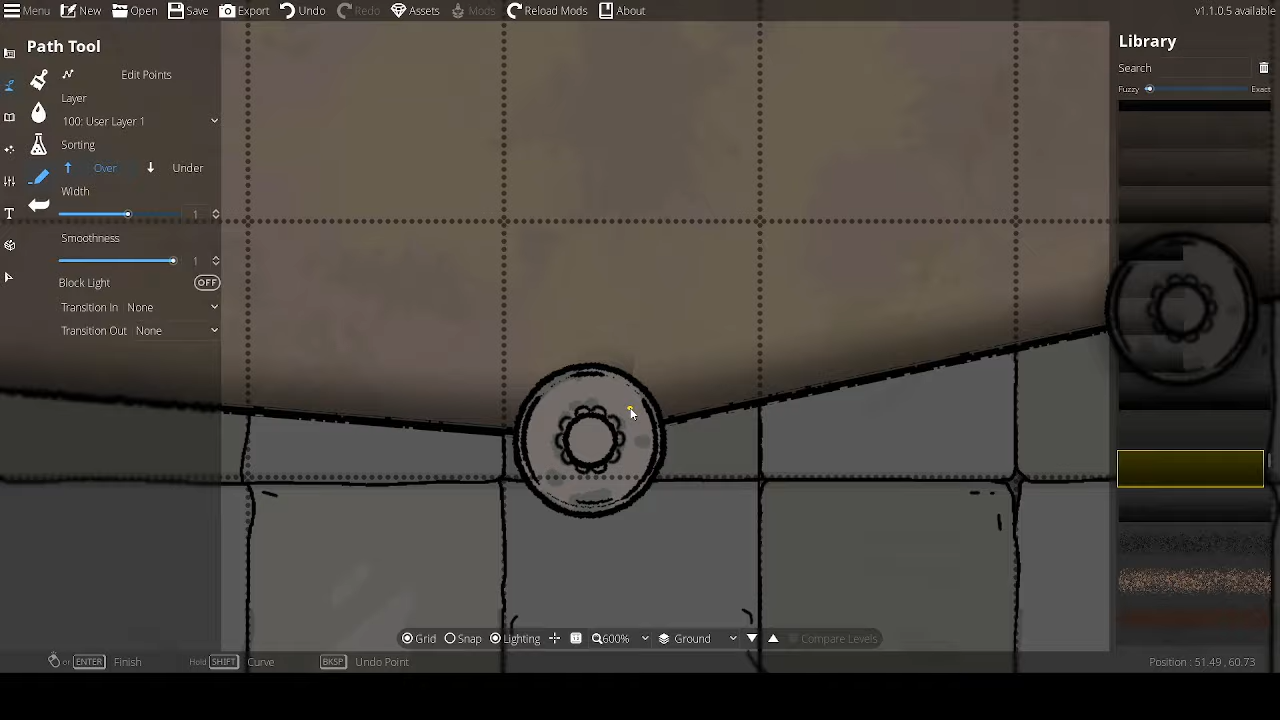 Menu New Open Save Export Undo Redo Assets Mods Reload Mods About v1.1.0.5 available
Path Tool
Edit Points
Layer
100: User Layer 1
Sorting
Over Under
Width
1
Smoothness
1
Block Light OFF
Transition In None
Transition Out None
Library
Search
Fuzzy Exact
Grid Snap Lighting 600% Ground Compare Levels
or ENTER Finish Hold SHIFT Curve BKSP Undo Point Position : 51.49 , 60.73